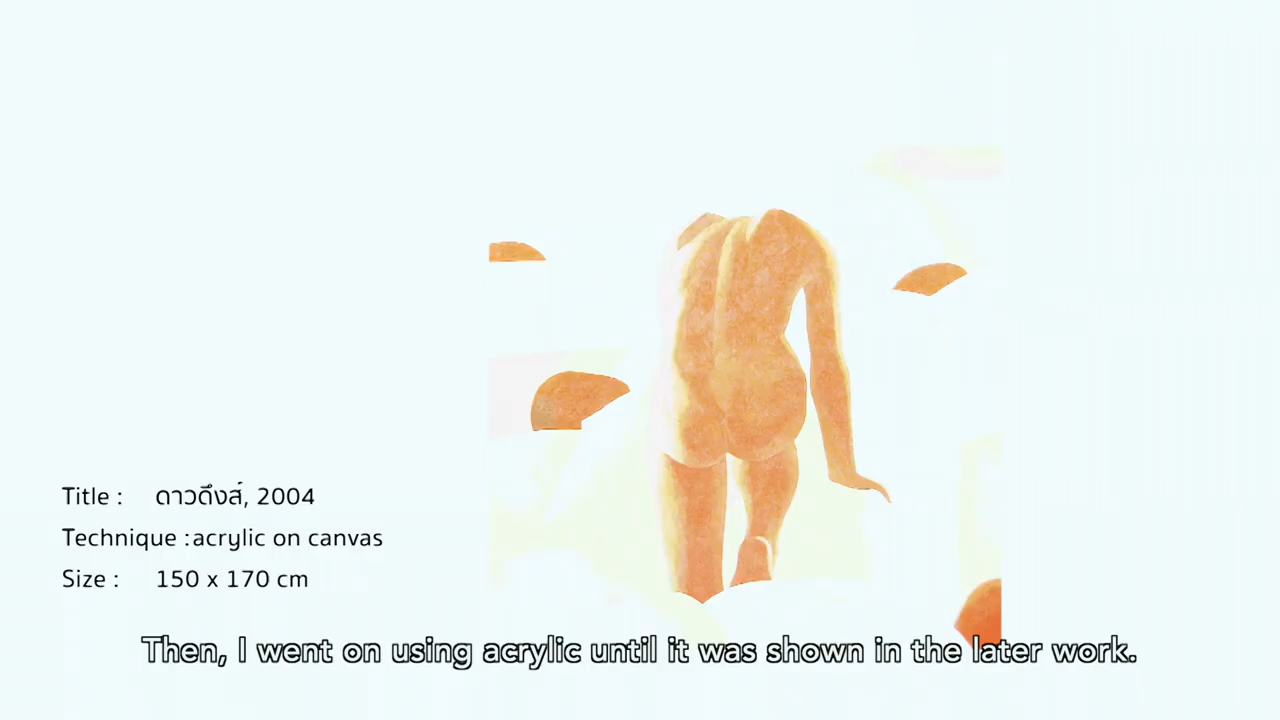 Title : ดาวดึงส์, 2004
Technique :acrylic on canvas
Size : 150 x 170 cm
Then, I went on using acrylic until it was shown in the later work.